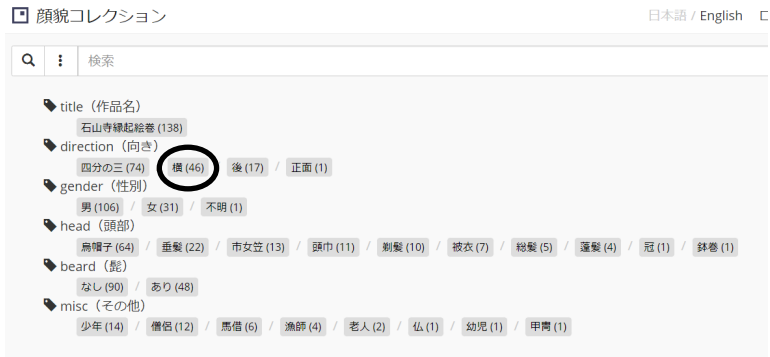 顔貌コレクション 日本語 / English
検索
title（作品名）
石山寺縁起絵巻 (138)
direction（向き）
四分の三 (74) / 横 (46) / 後 (17) / 正面 (1)
gender（性別）
男 (106) / 女 (31) / 不明 (1)
head（頭部）
烏帽子 (64) / 垂髪 (22) / 市女笠 (13) / 頭巾 (11) / 剃髪 (10) / 被衣 (7) / 総髪 (5) / 蓬髪 (4) / 冠 (1) / 鉢巻 (1)
beard（髭）
なし (90) / あり (48)
misc（その他）
少年 (14) / 僧侶 (12) / 馬借 (6) / 漁師 (4) / 老人 (2) / 仏 (1) / 幼児 (1) / 甲冑 (1)